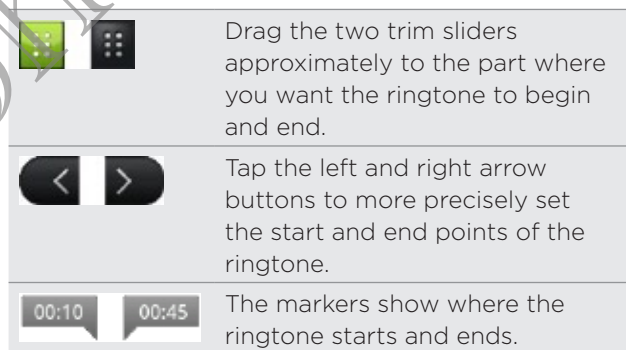 Drag the two trim sliders
approximately to the part where
you want the ringtone to begin
and end.
Tap the left and right arrow
buttons to more precisely set
the start and end points of the
ringtone.
00:10 00:45
The markers show where the
ringtone starts and ends.